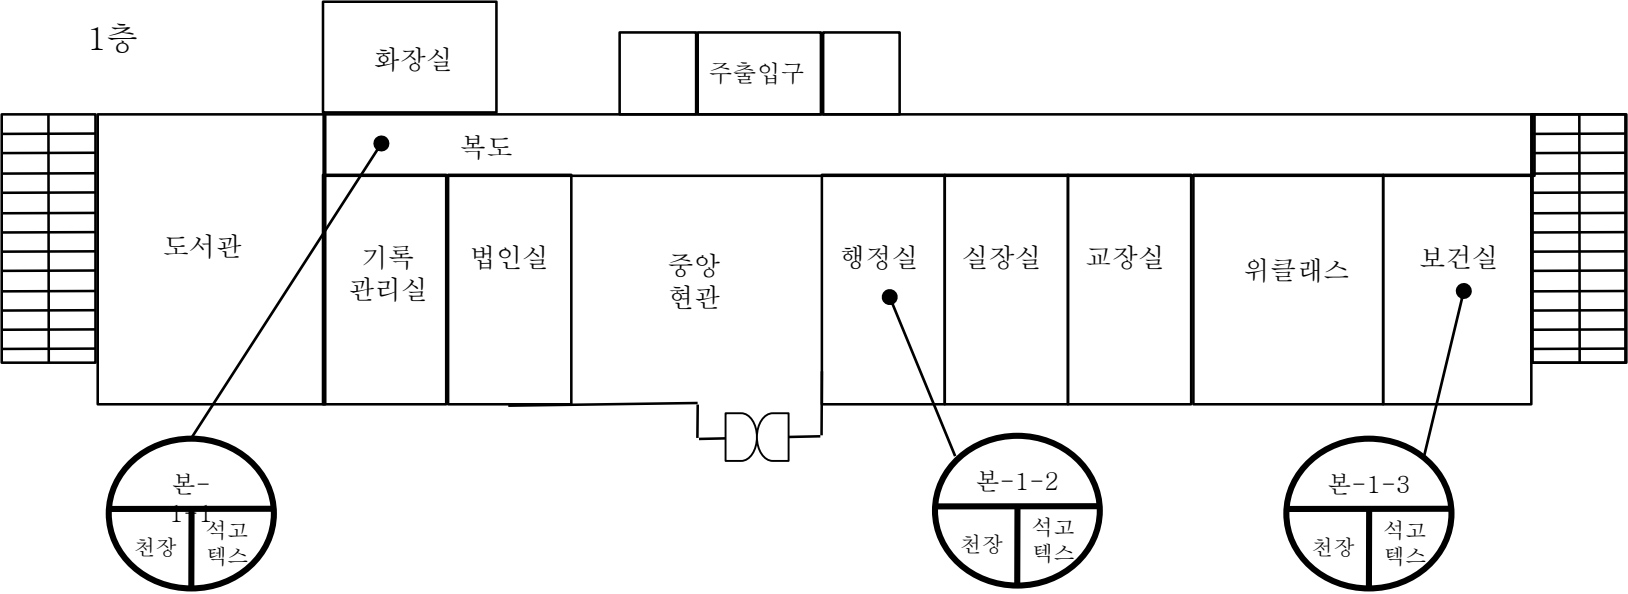 1층
화장실
주출입구
복도
도서관
기록
관리실
법인실
중앙
현관
행정실
실장실
교장실
위클래스
보건실
본-
1-1
천장
석고
텍스
본-1-2
천장
석고
텍스
본-1-3
천장
석고
텍스